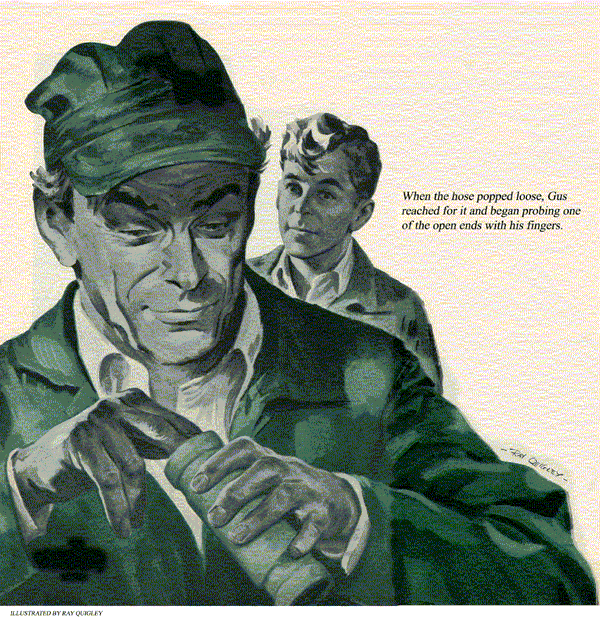 When the hose popped loose, Gus
reached for it and began probing one
of the open ends with his fingers.
-RAY QUIGLEY-
ILLUSTRATED BY RAY QUIGLEY